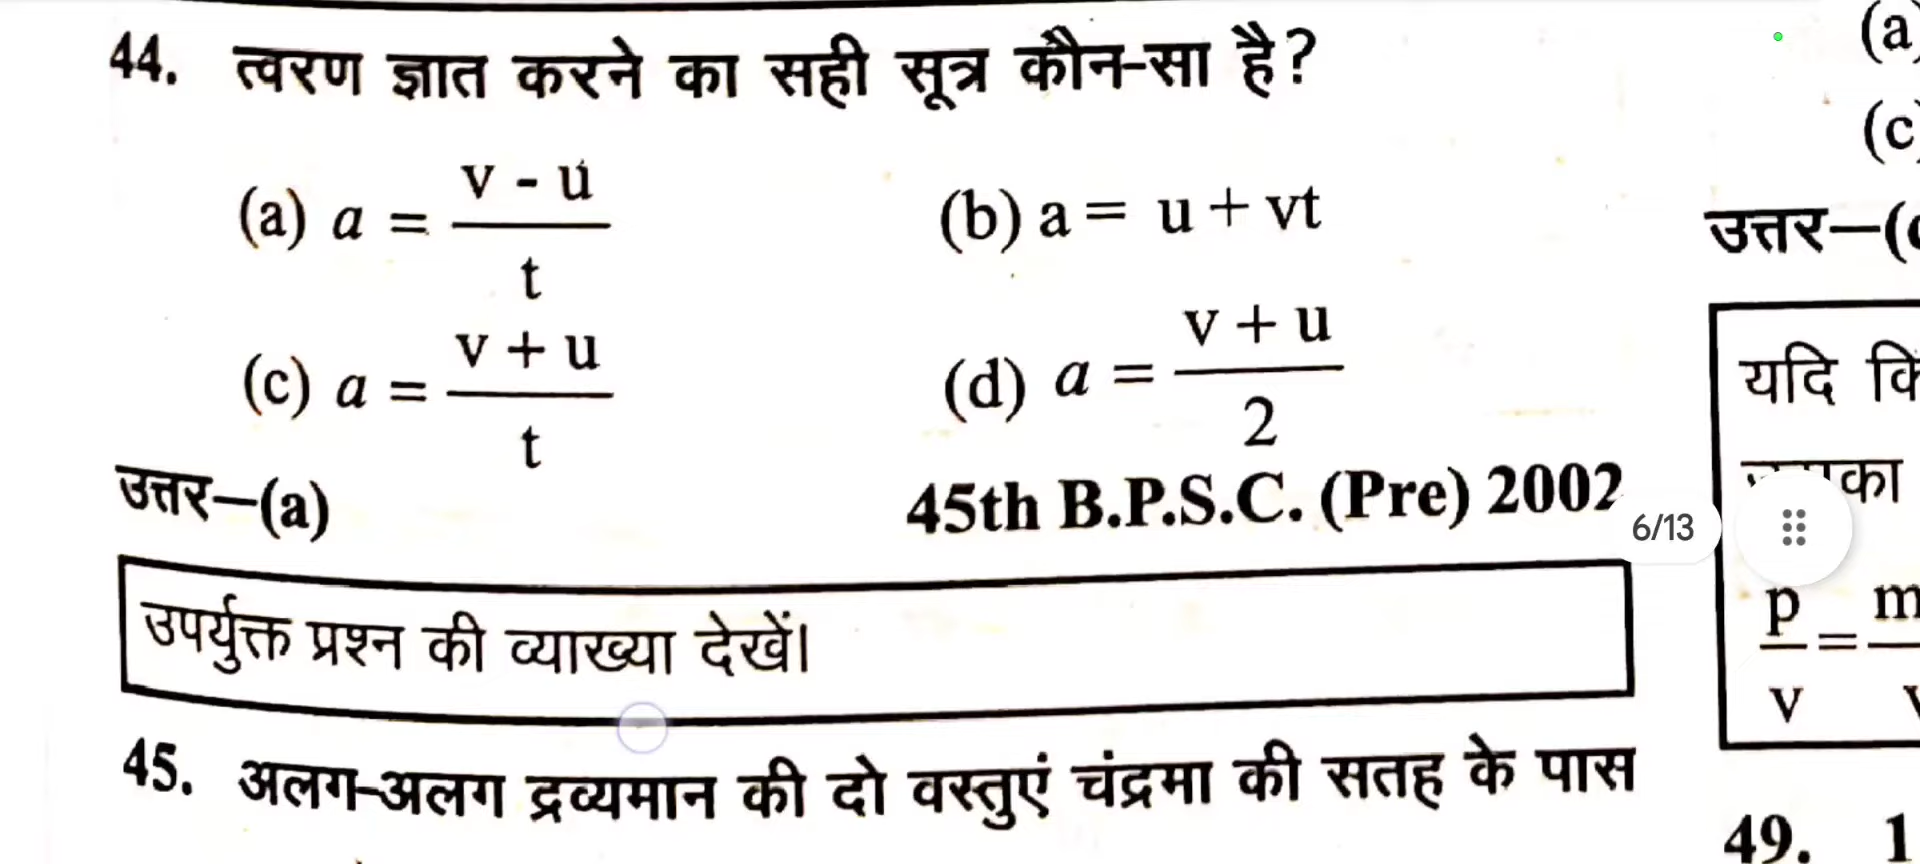 44. त्वरण ज्ञात करने का सही सूत्र कौन-सा है?
(a) a = v - u / t
(b) a = u + vt
(c) a = v + u / t
(d) a = v + u / 2
उत्तर—(a) 45th B.P.S.C. (Pre) 2002
उपर्युक्त प्रश्न की व्याख्या देखें।
45. अलग-अलग द्रव्यमान की दो वस्तुएं चंद्रमा की सतह के पास
6/13
(a)
(c)
उत्तर—
यदि
p / v =
49. 1